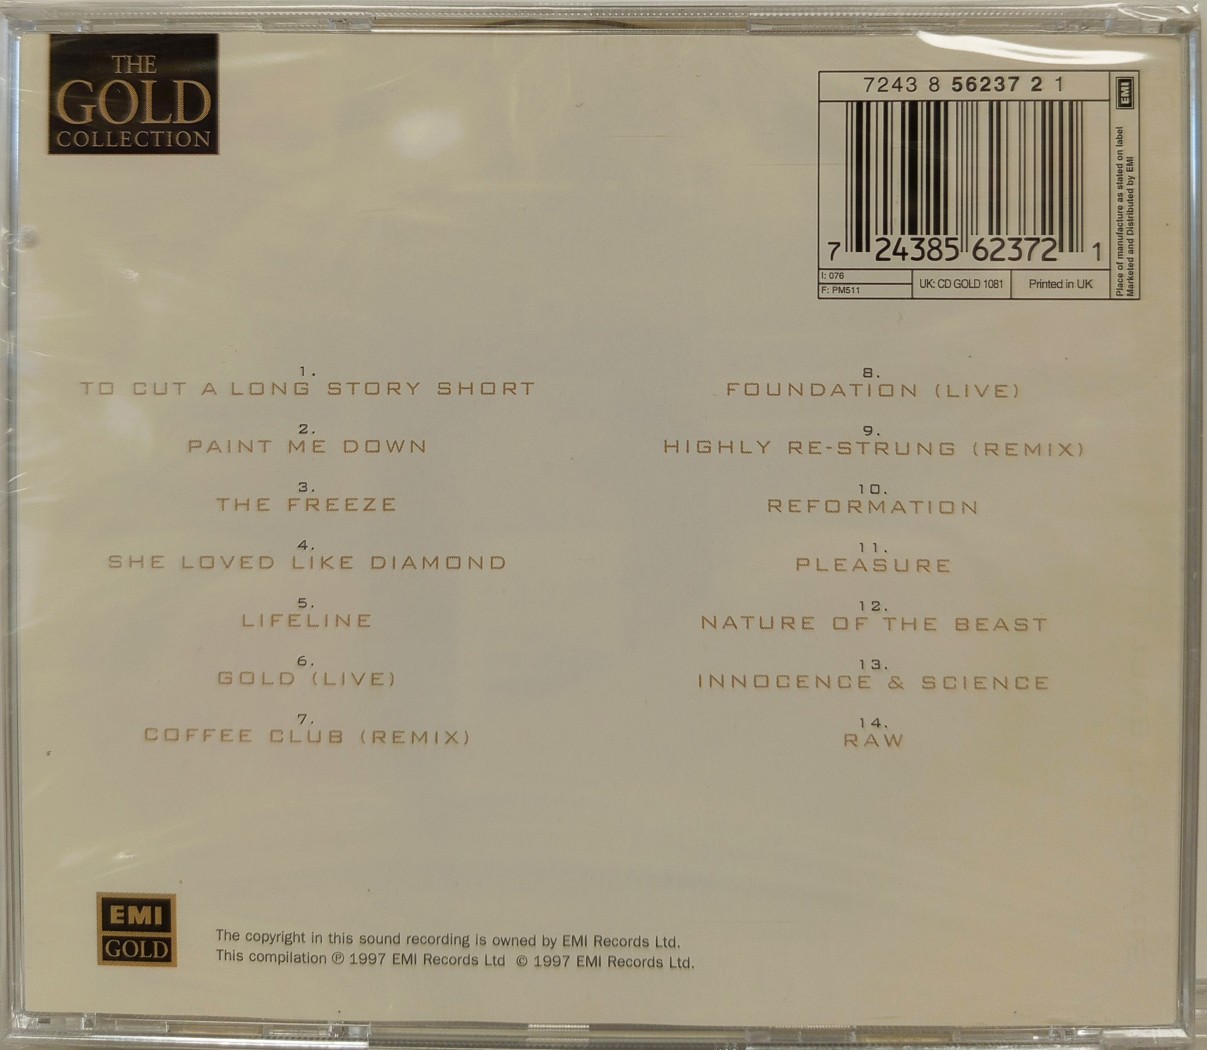 THE
GOLD
COLLECTION
7243 8 56237 2 1
7 24385 62372 1
I: 076
F: PM511
UK: CD GOLD 1081
Printed in UK
EMI
Place of manufacture as stated on label
Marketed and Distributed by EMI
1.
TO CUT A LONG STORY SHORT
2.
PAINT ME DOWN
3.
THE FREEZE
4.
SHE LOVED LIKE DIAMOND
5.
LIFELINE
6.
GOLD (LIVE)
7.
COFFEE CLUB (REMIX)
8.
FOUNDATION (LIVE)
9.
HIGHLY RE-STRUNG (REMIX)
10.
REFORMATION
11.
PLEASURE
12.
NATURE OF THE BEAST
13.
INNOCENCE & SCIENCE
14.
RAW
EMI
GOLD
The copyright in this sound recording is owned by EMI Records Ltd.
This compilation ℗ 1997 EMI Records Ltd © 1997 EMI Records Ltd.